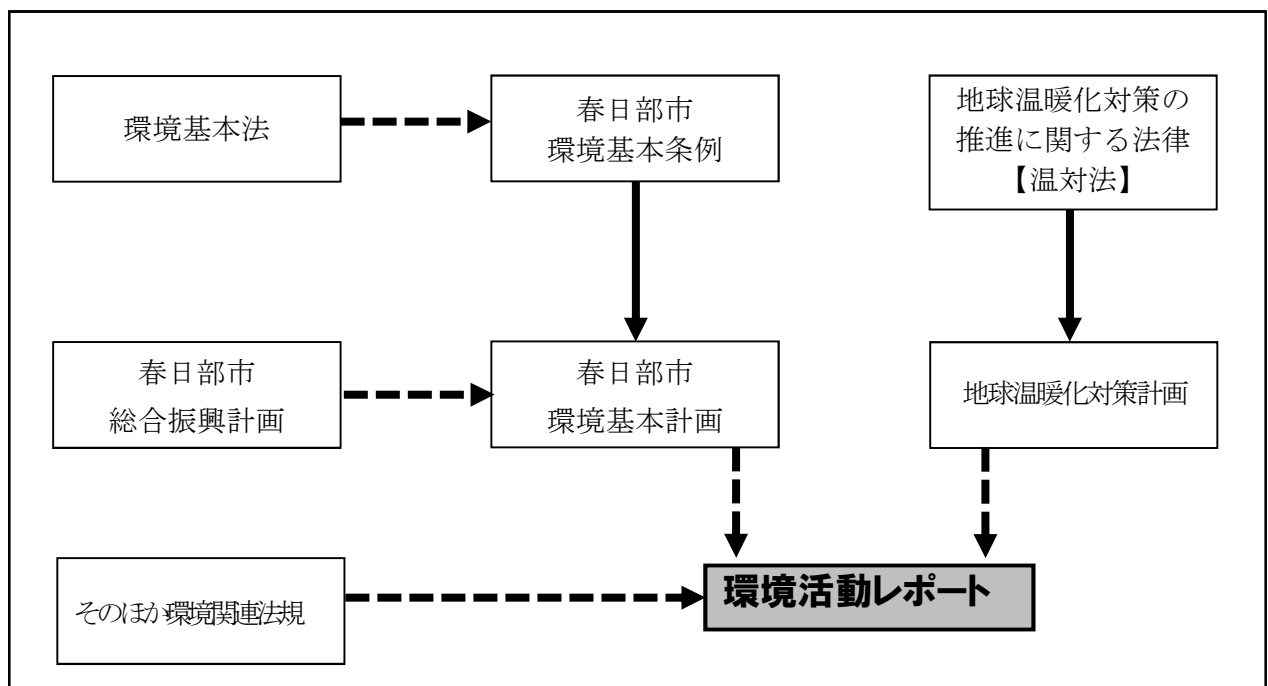 環境基本法
春日部市
環境基本条例
地球温暖化対策の
推進に関する法律
【温対法】
春日部市
総合振興計画
春日部市
環境基本計画
地球温暖化対策計画
そのほか環境関連法規
環境活動レポート